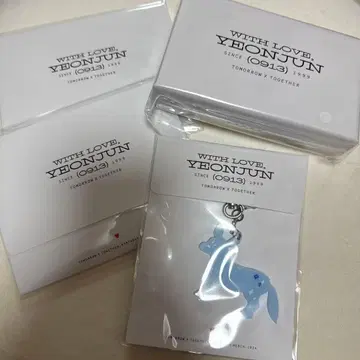 WITH LOVE,
YEONJUN
SINCE (0913) 1999
TOMORROW X TOGETHER
WITH LOVE,
YEONJUN
SINCE (0913) 1999
TOMORROW X TOGETHER
WITH LOVE,
YEONJUN
SINCE (0913) 1999
TOMORROW X TOGETHER
WITH LOVE,
YEONJUN
SINCE (0913) 1999
TOMORROW X TOGETHER